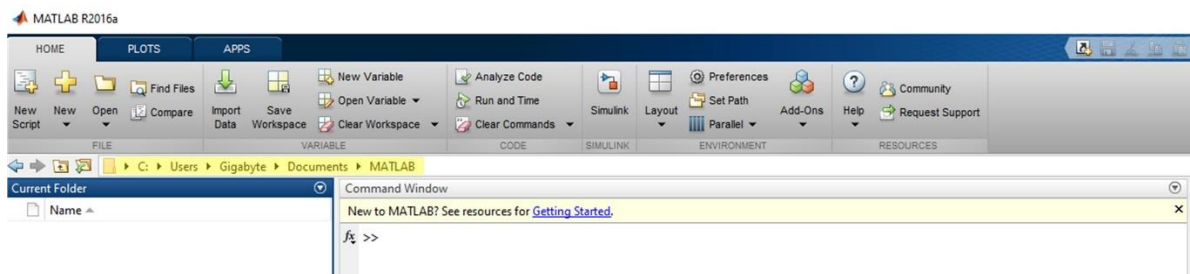 MATLAB R2016a
HOME PLOTS APPS
New Script
New
Open
Find Files
Compare
FILE
Import Data
Save Workspace
New Variable
Open Variable
Clear Workspace
VARIABLE
Analyze Code
Run and Time
Clear Commands
CODE
Simulink
SIMULINK
Layout
Preferences
Set Path
Parallel
Add-Ons
ENVIRONMENT
Help
Community
Request Support
RESOURCES
C: Users Gigabyte Documents MATLAB
Current Folder
Name
Command Window
New to MATLAB? See resources for Getting Started.
fx >>